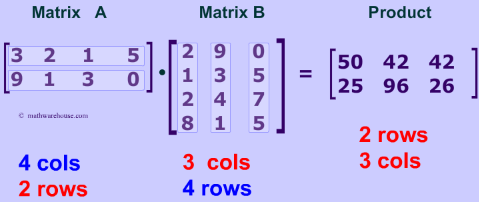 Matrix A
Matrix B
Product
3 2 1 5
9 1 3 0
•
2 9 0
1 3 5
2 4 7
8 1 5
=
50 42 42
25 96 26
© mathwarehouse.com
4 cols
2 rows
3 cols
4 rows
2 rows
3 cols